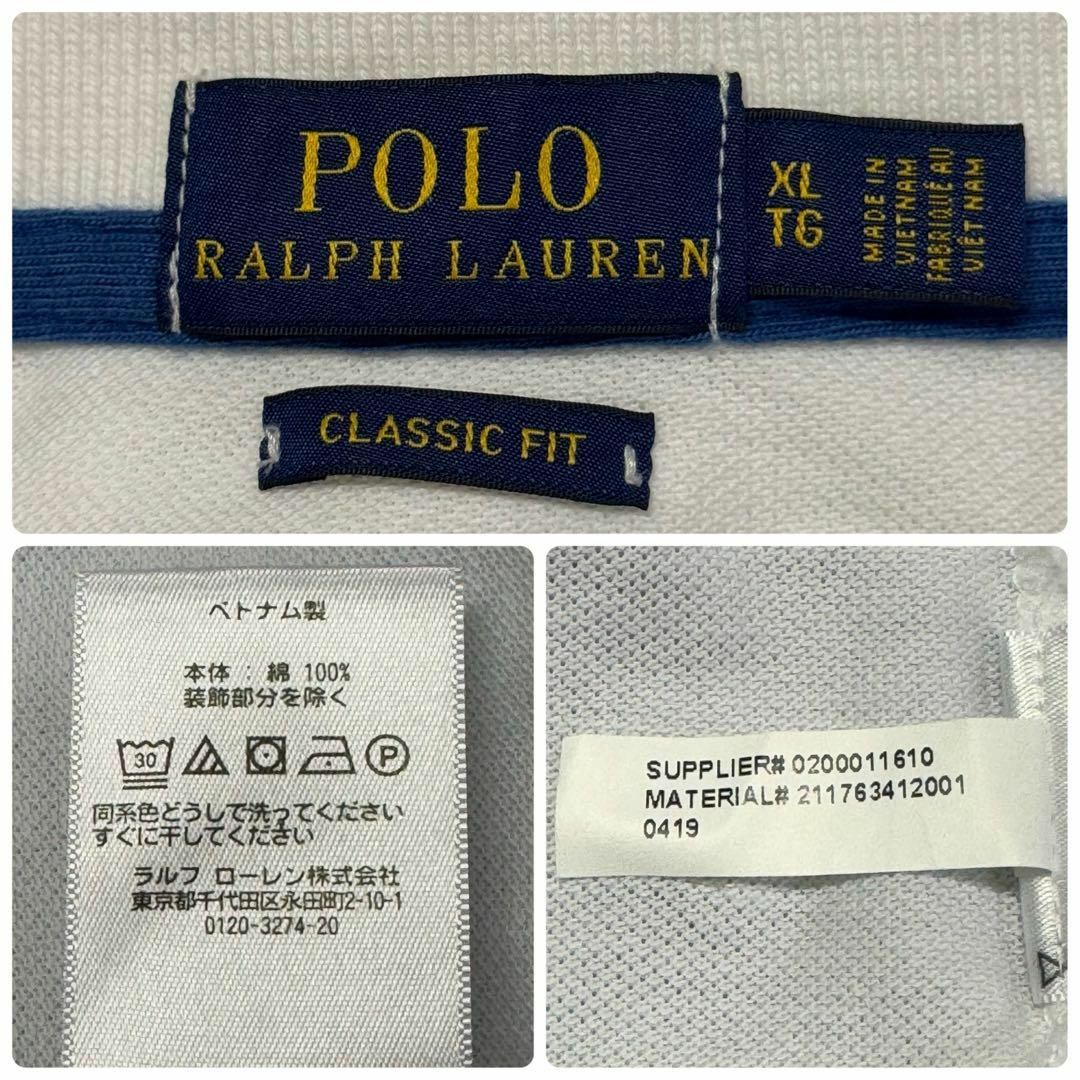 POLO
RALPH LAUREN
XL
TG
MADE IN
VIETNAM
FABRIQUÉ AU
VIÊT NAM
CLASSIC FIT
ベトナム製
本体 : 綿 100%
装飾部分を除く
30
P
同系色どうしで洗ってください
すぐに干してください
ラルフ ローレン株式会社
東京都千代田区永田町2-10-1
0120-3274-20
SUPPLIER# 0200011610
MATERIAL# 211763412001
0419